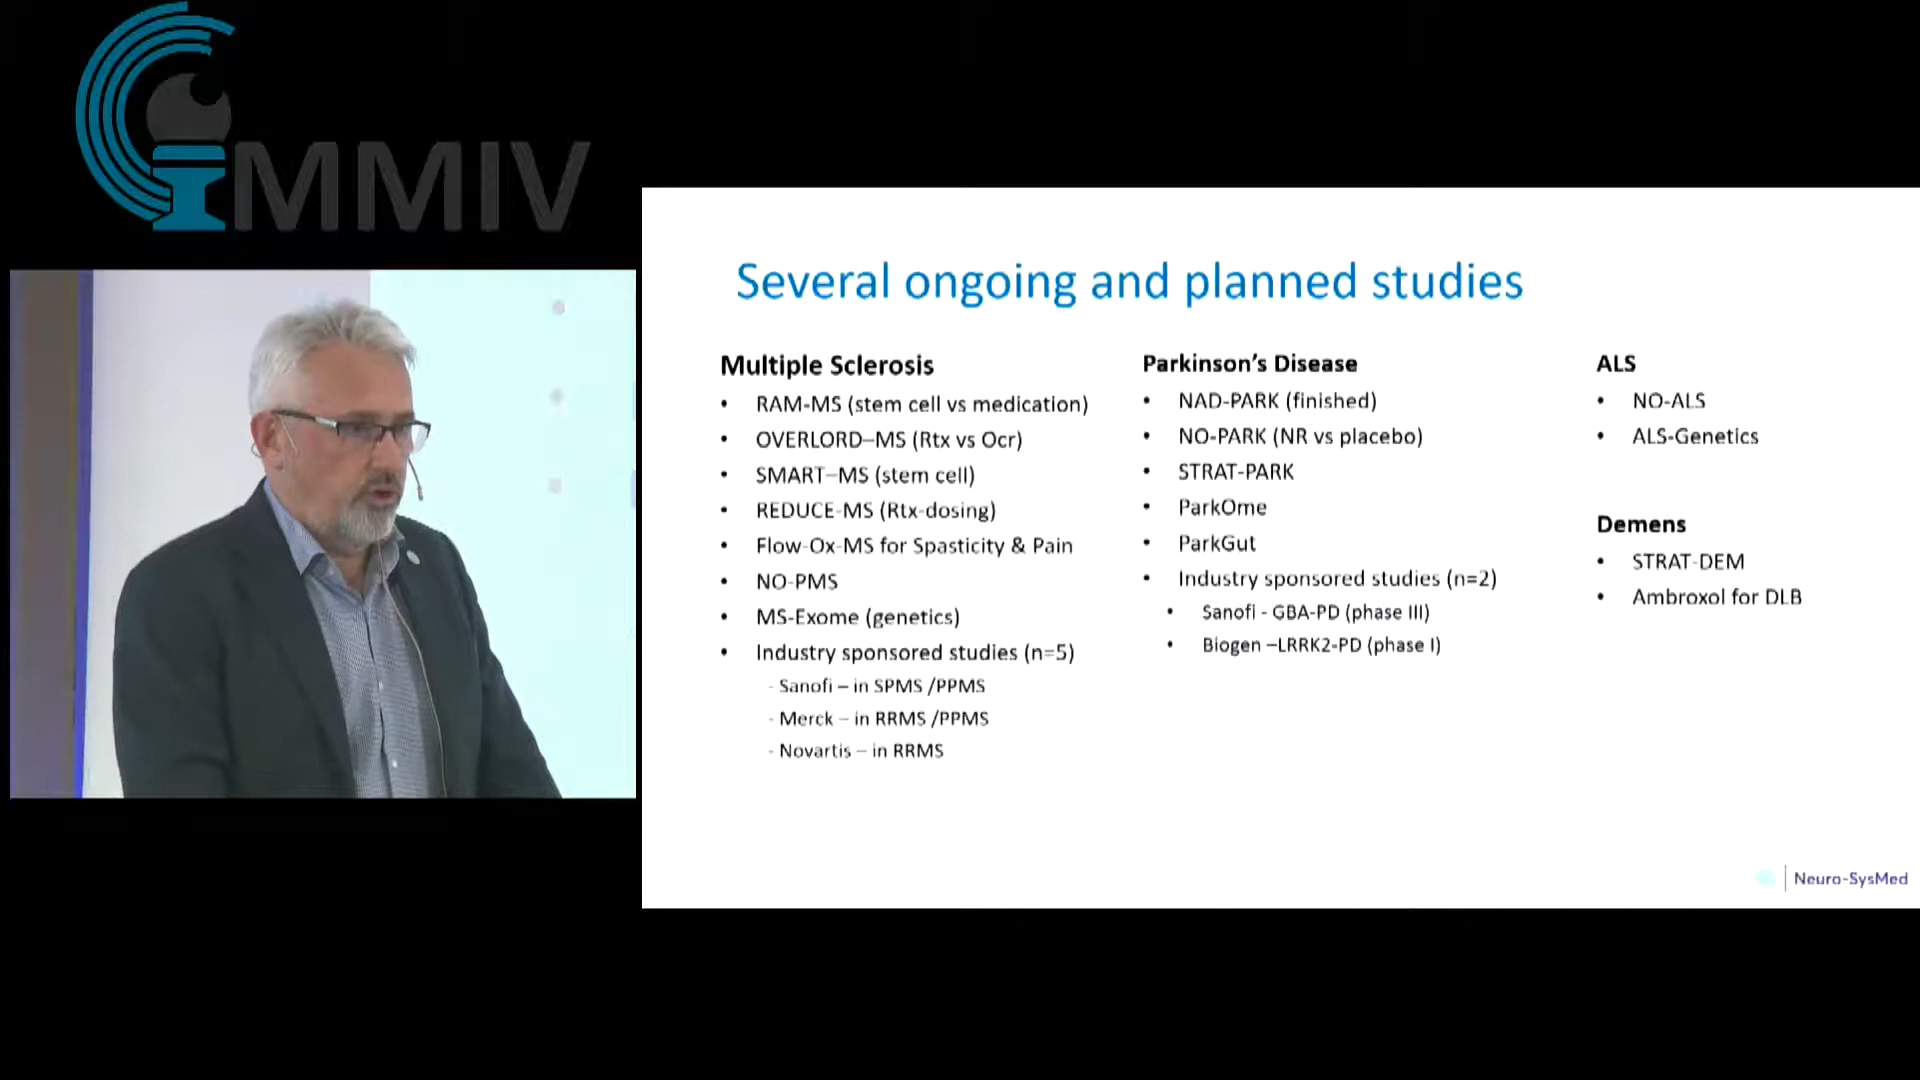 MMIV
Several ongoing and planned studies
Multiple Sclerosis
• RAM-MS (stem cell vs medication)
• OVERLORD–MS (Rtx vs Ocr)
• SMART–MS (stem cell)
• REDUCE-MS (Rtx-dosing)
• Flow-Ox-MS for Spasticity & Pain
• NO-PMS
• MS-Exome (genetics)
• Industry sponsored studies (n=5)
- Sanofi – in SPMS /PPMS
- Merck – in RRMS /PPMS
- Novartis – in RRMS
Parkinson’s Disease
• NAD-PARK (finished)
• NO-PARK (NR vs placebo)
• STRAT-PARK
• ParkOme
• ParkGut
• Industry sponsored studies (n=2)
• Sanofi - GBA-PD (phase III)
• Biogen –LRRK2-PD (phase I)
ALS
• NO-ALS
• ALS-Genetics
Demens
• STRAT-DEM
• Ambroxol for DLB
Neuro-SysMed